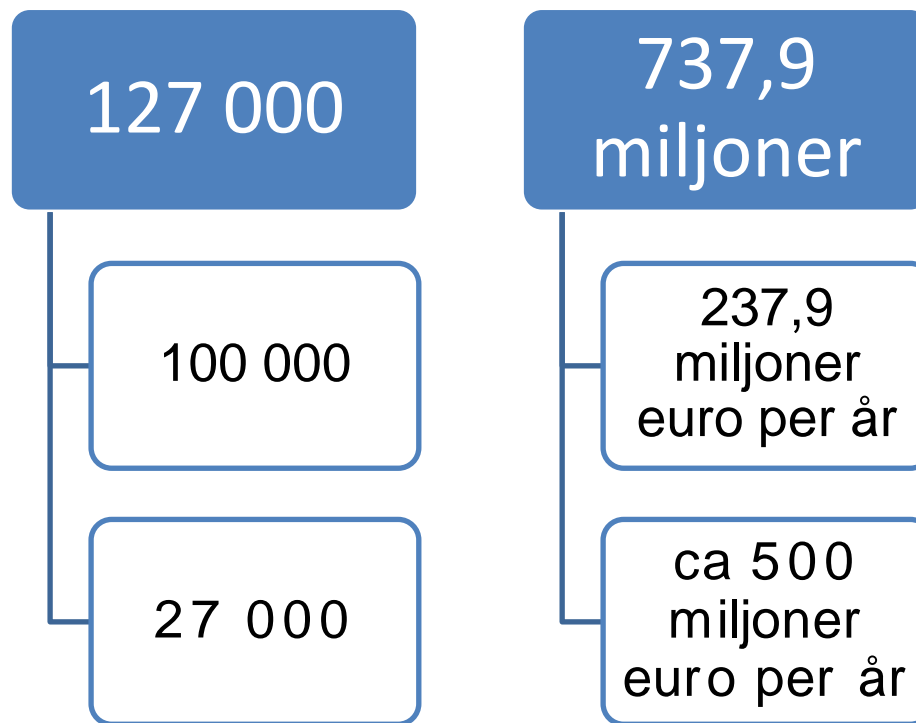 127 000
100 000
27 000
737,9
miljoner
237,9
miljoner
euro per år
ca 500
miljoner
euro per år